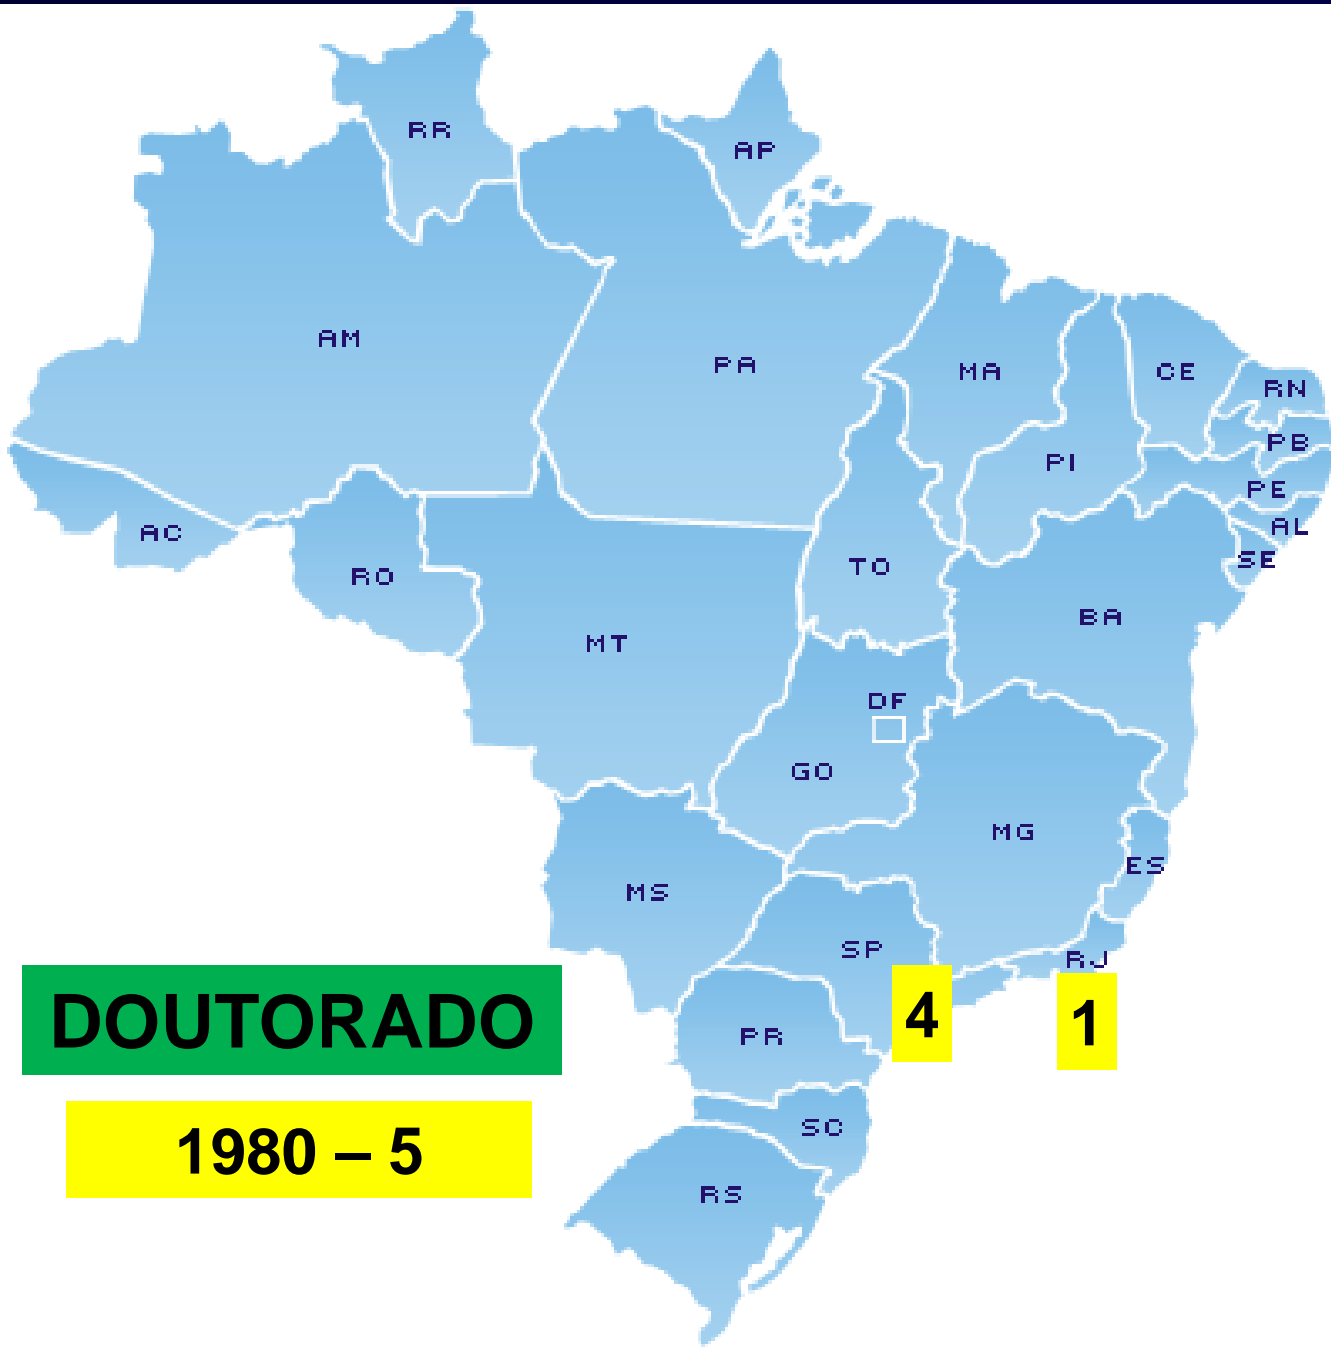 RR
AP
AM
PA
MA
CE
RN
PB
PI
PE
AL
SE
AC
RO
TO
BA
MT
DF
GO
MG
ES
MS
SP
RJ
4
1
DOUTORADO
PR
1980 – 5
SC
RS